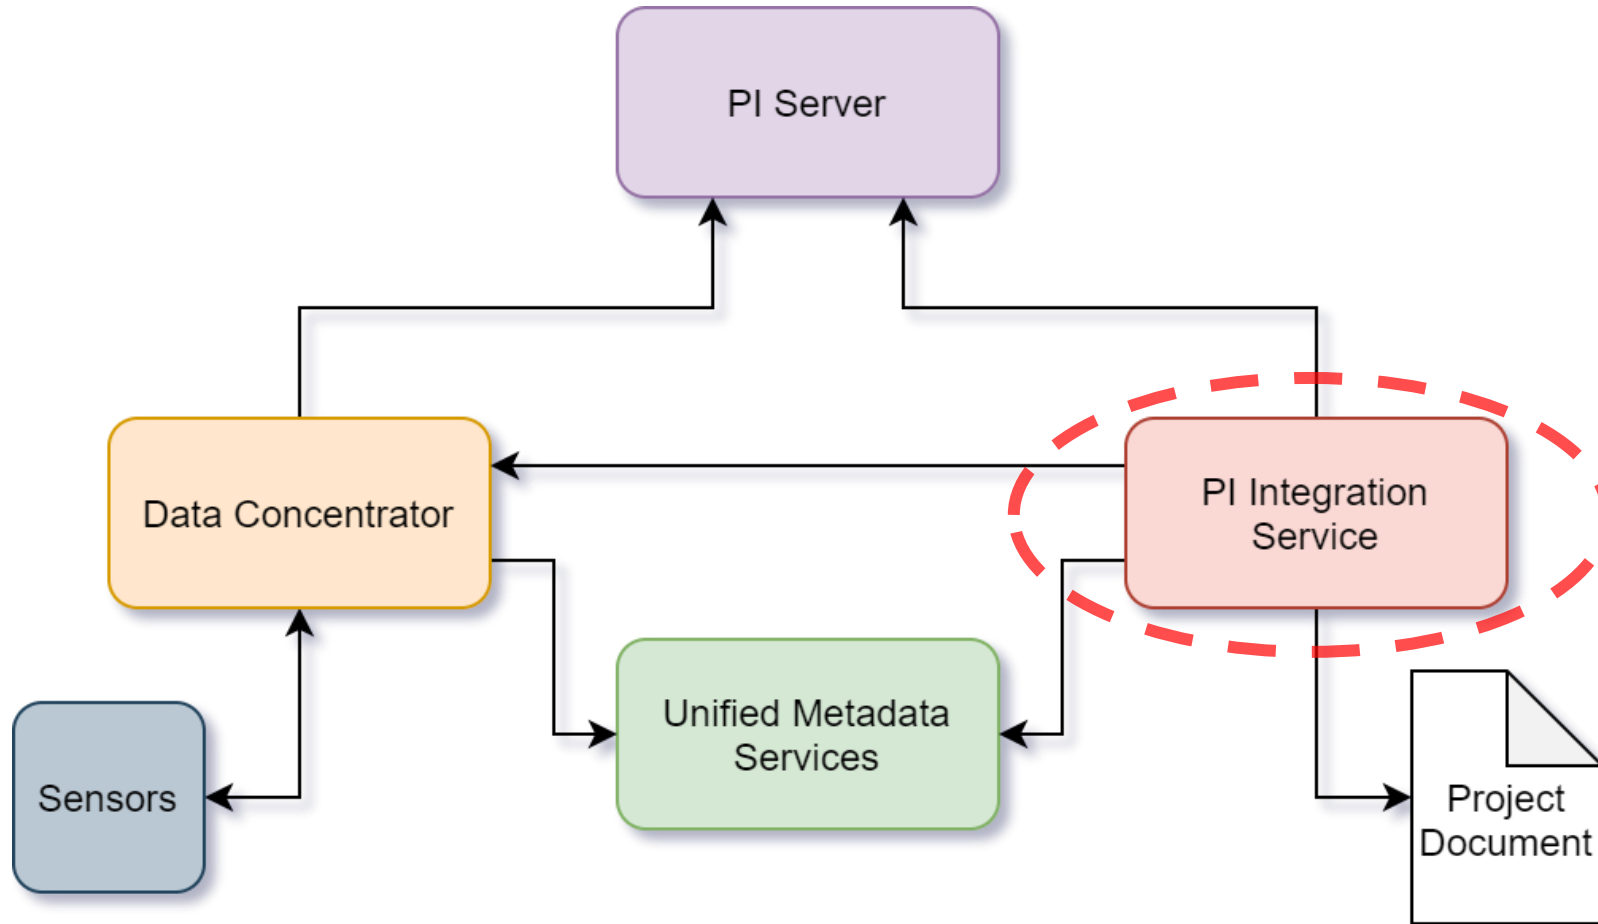 PI Server
Data Concentrator
PI Integration
Service
Unified Metadata
Services
Sensors
Project
Document